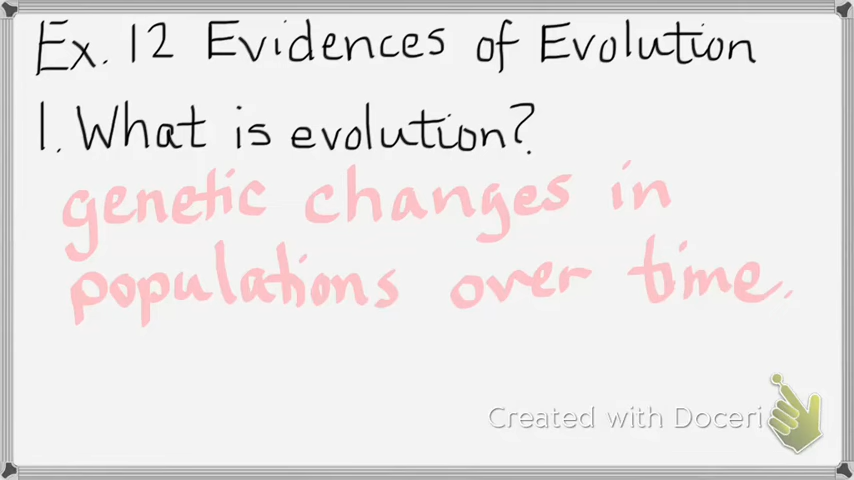 Ex. 12 Evidences of Evolution
1. What is evolution?
genetic changes in
populations over time.
Created with Doceri